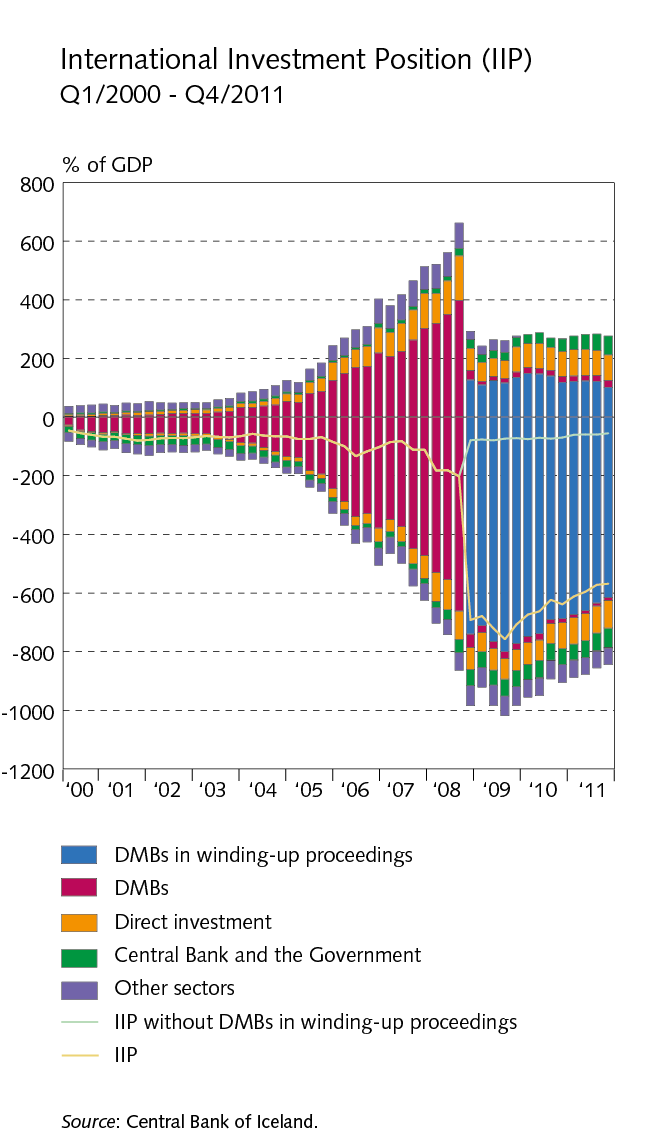 International Investment Position (IIP)
Q1/2000 - Q4/2011
% of GDP
800
600
400
200
0
-200
-400
-600
-800
-1000
-1200
‘00 ‘01 ‘02 ‘03 ‘04 ‘05 ‘06 ‘07 ‘08 ‘09 ‘10 ‘11
DMBs in winding-up proceedings
DMBs
Direct investment
Central Bank and the Government
Other sectors
IIP without DMBs in winding-up proceedings
IIP
Source: Central Bank of Iceland.